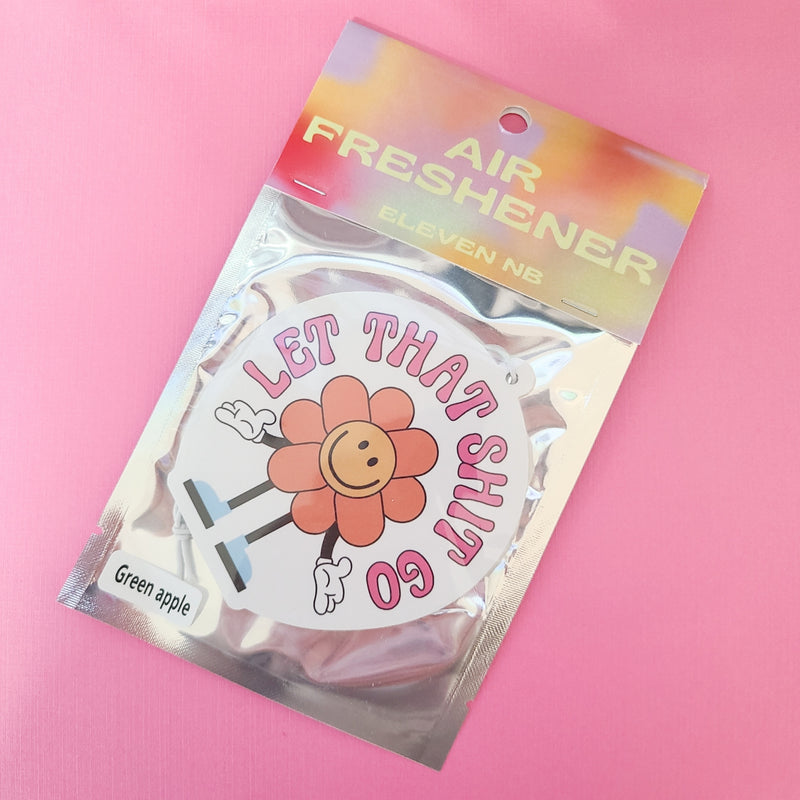 AIR
FRESHENER
ELEVEN NB
LET THAT SHIT GO
Green apple